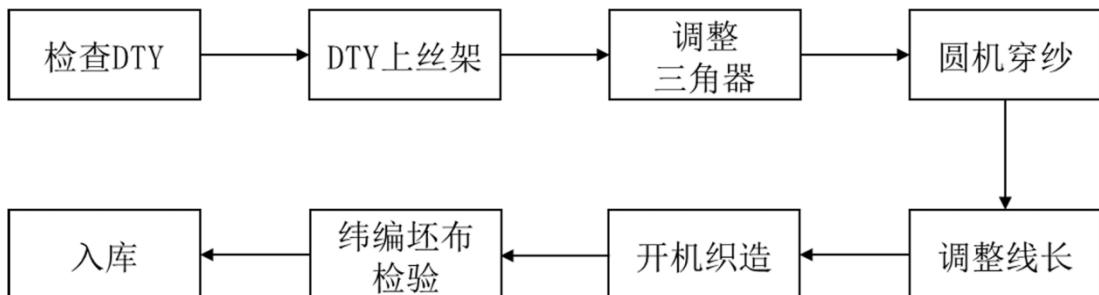 检查DTY
DTY上丝架
调整
三角器
圆机穿纱
调整线长
开机织造
纬编坯布
检验
入库